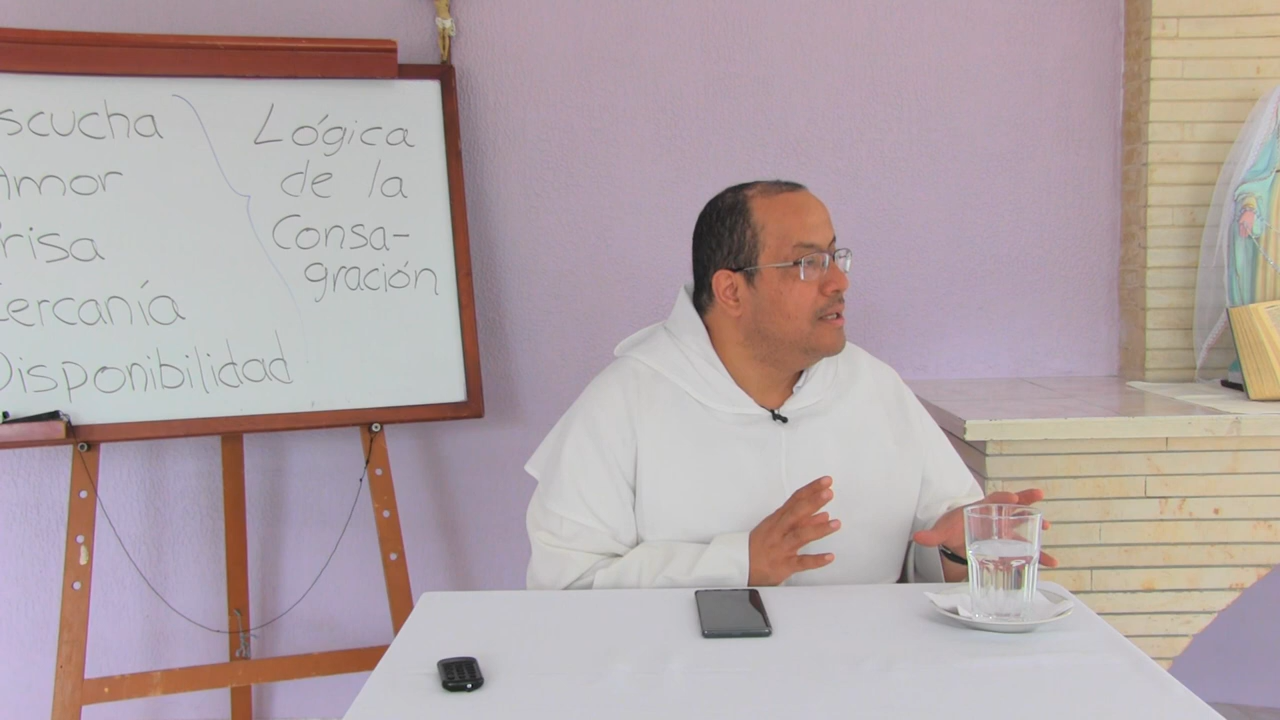 scucha
Amor
risa
ercanía
Disponibilidad
Lógica
de la
Consa-
gración